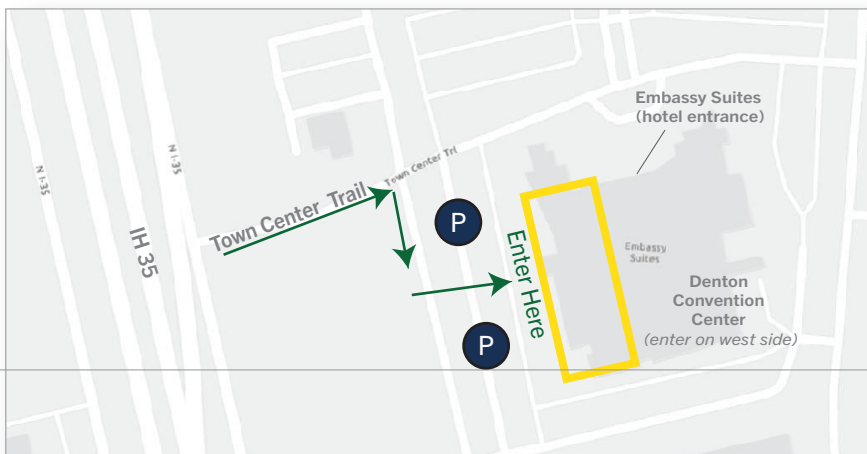 Embassy Suites
(hotel entrance)
Town Center Trl
N I-35
N I-35
Town Center Trail
P
IH 35
Enter Here
Embassy
Suites
Denton
Convention
Center
(enter on west side)
P